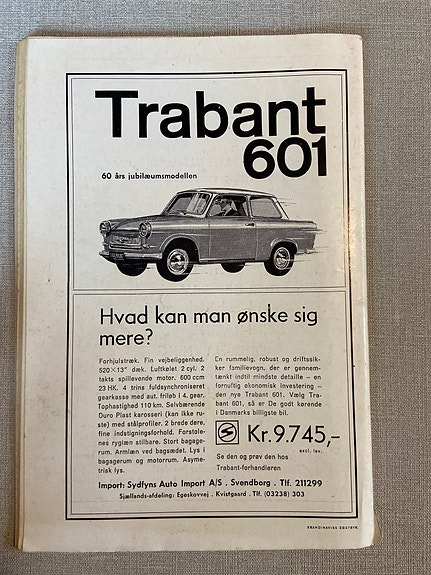 Trabant
601
60 års jubilæumsmodellen
Hvad kan man ønske sig
mere?
Forhjulstræk. Fin vejbeliggenhed.
520×13" dæk. Luftkølet 2 cyl. 2
takts spillevende motor. 600 ccm
23 HK. 4 trins fuldsynchroniseret
gearkasse med aut. friløb i 4. gear.
Tophastighed 110 km. Selvbærende
Duro Plast karosseri (kan ikke ru-
ste) med stålprofiler. 2 brede døre,
fine indstigningsforhold. Forstole-
nes ryglæn stilbare. Stort bagage-
rum. Armlæn ved bagsædet. Lys i
bagagerum og motorrum. Asyme-
trisk lys.
En rummelig, robust og driftssik-
ker familievogn, der er gennem-
tænkt indtil mindste detalle – en
fornuftig økonomisk investering –
den nye Trabant 601. Vælg Tra-
bant 601, så er De godt kørende
i Danmarks billigste bil.
Kr. 9.745,-
excl. lev.
Se den og prøv den hos
Trabant-forhandleren
Import: Sydfyns Auto Import A/S . Svendborg . Tlf. 211299
Sjællands-afdeling: Egeskovvej . Kvistgaard . Tlf. (03238) 303
SKANDINAVISK BOGTRYK